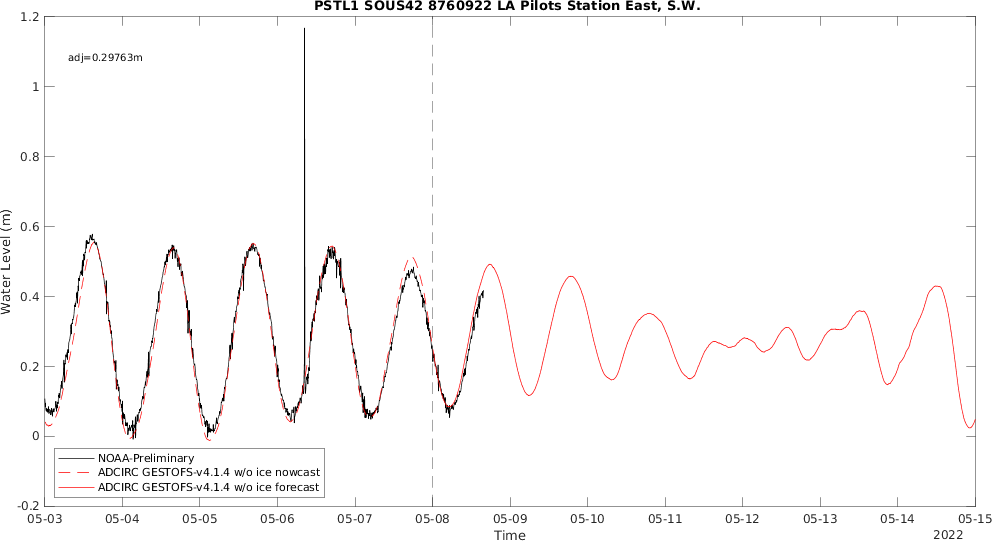 PSTL1 SOUS42 8760922 LA Pilots Station East, S.W.
adj=0.29763m
Water Level (m)
1.2
1
0.8
0.6
0.4
0.2
0
-0.2
NOAA-Preliminary
ADCIRC GESTOFS-v4.1.4 w/o ice nowcast
ADCIRC GESTOFS-v4.1.4 w/o ice forecast
05-03 05-04 05-05 05-06 05-07 05-08 05-09 05-10 05-11 05-12 05-13 05-14 05-15
Time
2022